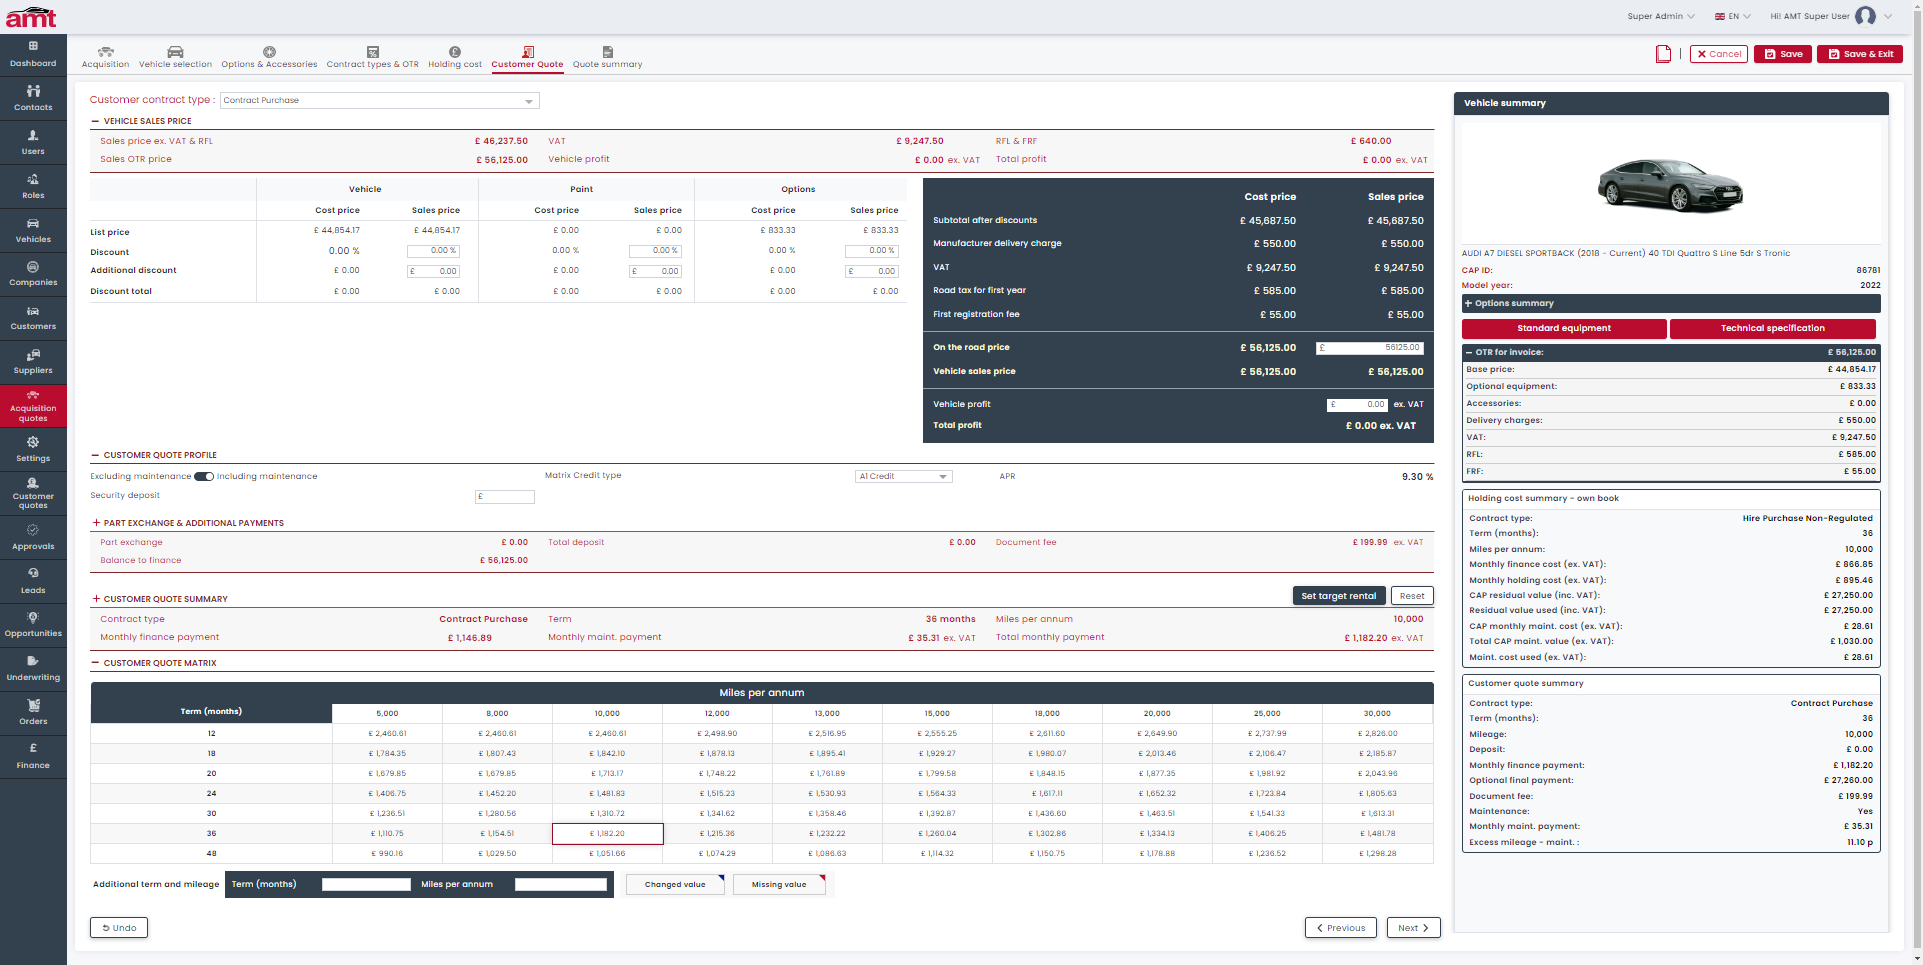 amt
Super Admin
EN
Hi! AMT Super User
Dashboard
Contacts
Users
Roles
Vehicles
Companies
Customers
Suppliers
Acquisition quotes
Settings
Customer quotes
Approvals
Leads
Opportunities
Underwriting
Orders
£
Finance
Acquisition Vehicle selection Options & Accessories Contract types & OTR Holding cost Customer Quote Quote summary
Cancel Save Save & Exit
Customer contract type : Contract Purchase
VEHICLE SALES PRICE
Sales price ex. VAT & RFL £ 46,237.50 VAT £ 9,247.50 RFL & FRF £ 640.00
Sales OTR price £ 56,125.00 Vehicle profit £ 0.00 ex. VAT Total profit £ 0.00 ex. VAT
Vehicle Paint Options
Cost price Sales price Cost price Sales price Cost price Sales price
List price £ 44,854.17 £ 44,854.17 £ 0.00 £ 0.00 £ 833.33 £ 833.33
Discount 0.00 % 0.00 % 0.00 % 0.00 % 0.00 % 0.00 %
Additional discount £ 0.00 £ 0.00 £ 0.00 £ 0.00 £ 0.00 £ 0.00
Discount total £ 0.00 £ 0.00 £ 0.00 £ 0.00 £ 0.00 £ 0.00
Cost price Sales price
Subtotal after discounts £ 45,687.50 £ 45,687.50
Manufacturer delivery charge £ 550.00 £ 550.00
VAT £ 9,247.50 £ 9,247.50
Road tax for first year £ 585.00 £ 585.00
First registration fee £ 55.00 £ 55.00
On the road price £ 56,125.00 £ 56125.00
Vehicle sales price £ 56,125.00 £ 56,125.00
Vehicle profit £ 0.00 ex. VAT
Total profit £ 0.00 ex. VAT
CUSTOMER QUOTE PROFILE
Excluding maintenance Including maintenance Matrix Credit type A1 Credit APR 9.30 %
Security deposit £
PART EXCHANGE & ADDITIONAL PAYMENTS
Part exchange £ 0.00 Total deposit £ 0.00 Document fee £ 199.99 ex. VAT
Balance to finance £ 56,125.00
CUSTOMER QUOTE SUMMARY
Set target rental Reset
Contract type Contract Purchase Term 36 months Miles per annum 10,000
Monthly finance payment £ 1,146.89 Monthly maint. payment £ 35.31 ex. VAT Total monthly payment £ 1,182.20 ex. VAT
CUSTOMER QUOTE MATRIX
Miles per annum
Term (months) 5,000 8,000 10,000 12,000 13,000 15,000 18,000 20,000 25,000 30,000
12 £ 2,460.61 £ 2,460.61 £ 2,460.61 £ 2,498.90 £ 2,516.95 £ 2,555.25 £ 2,611.60 £ 2,649.90 £ 2,737.99 £ 2,826.00
18 £ 1,784.35 £ 1,807.43 £ 1,842.10 £ 1,878.13 £ 1,895.41 £ 1,929.27 £ 1,980.07 £ 2,013.46 £ 2,106.47 £ 2,185.87
20 £ 1,679.85 £ 1,679.85 £ 1,713.17 £ 1,748.22 £ 1,761.89 £ 1,799.58 £ 1,848.15 £ 1,877.35 £ 1,981.92 £ 2,043.96
24 £ 1,406.75 £ 1,452.20 £ 1,481.83 £ 1,515.23 £ 1,530.93 £ 1,564.33 £ 1,617.11 £ 1,652.32 £ 1,723.84 £ 1,805.63
30 £ 1,236.51 £ 1,280.56 £ 1,310.72 £ 1,341.62 £ 1,358.46 £ 1,392.87 £ 1,436.60 £ 1,463.51 £ 1,541.33 £ 1,613.31
36 £ 1,110.75 £ 1,154.51 £ 1,182.20 £ 1,215.36 £ 1,232.22 £ 1,260.04 £ 1,302.86 £ 1,334.13 £ 1,406.25 £ 1,481.78
48 £ 990.16 £ 1,029.50 £ 1,051.66 £ 1,074.29 £ 1,086.63 £ 1,114.32 £ 1,150.75 £ 1,178.88 £ 1,236.52 £ 1,298.28
Additional term and mileage Term (months) Miles per annum Changed value Missing value
Undo Previous Next
Vehicle summary
AUDI A7 DIESEL SPORTBACK (2018 - Current) 40 TDI Quattro S Line 5dr S Tronic
CAP ID: 86781
Model year: 2022
Options summary
Standard equipment Technical specification
OTR for invoice: £ 56,125.00
Base price: £ 44,854.17
Optional equipment: £ 833.33
Accessories: £ 0.00
Delivery charges: £ 550.00
VAT: £ 9,247.50
RFL: £ 585.00
FRF: £ 55.00
Holding cost summary - own book
Contract type: Hire Purchase Non-Regulated
Term (months): 36
Miles per annum: 10,000
Monthly finance cost (ex. VAT): £ 866.85
Monthly holding cost (ex. VAT): £ 895.46
CAP residual value (inc. VAT): £ 27,250.00
Residual value used (inc. VAT): £ 27,250.00
CAP monthly maint. cost (ex. VAT): £ 28.61
Total CAP maint. value (ex. VAT): £ 1,030.00
Maint. cost used (ex. VAT): £ 28.61
Customer quote summary
Contract type: Contract Purchase
Term (months): 36
Mileage: 10,000
Deposit: £ 0.00
Monthly finance payment: £ 1,182.20
Optional final payment: £ 27,260.00
Document fee: £ 199.99
Maintenance: Yes
Monthly maint. payment: £ 35.31
Excess mileage - maint. : 11.10 p